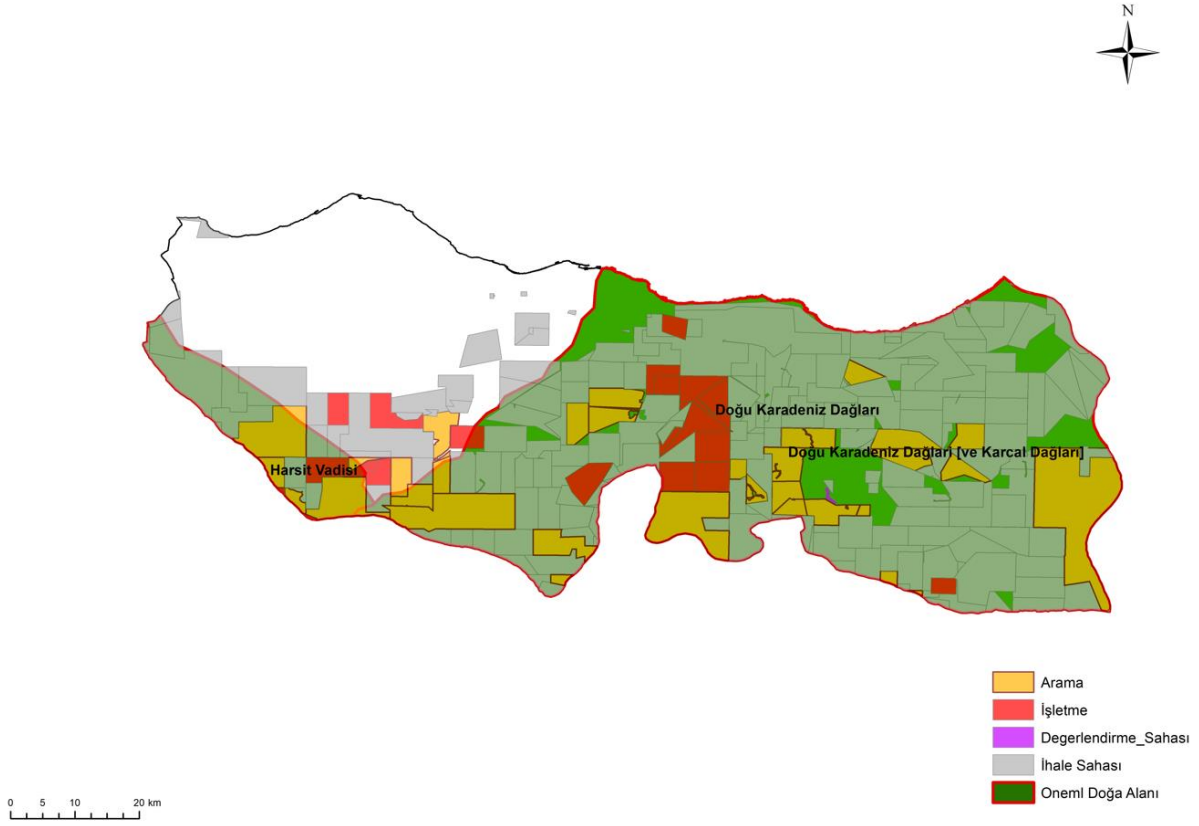 N
Doğu Karadeniz Dağları
Doğu Karadeniz Dağlari [ve Karcal Dağları]
Harsit Vadisi
Arama
İşletme
Degerlendirme_Sahası
İhale Sahası
Oneml Doğa Alanı
0 5 10 20 km